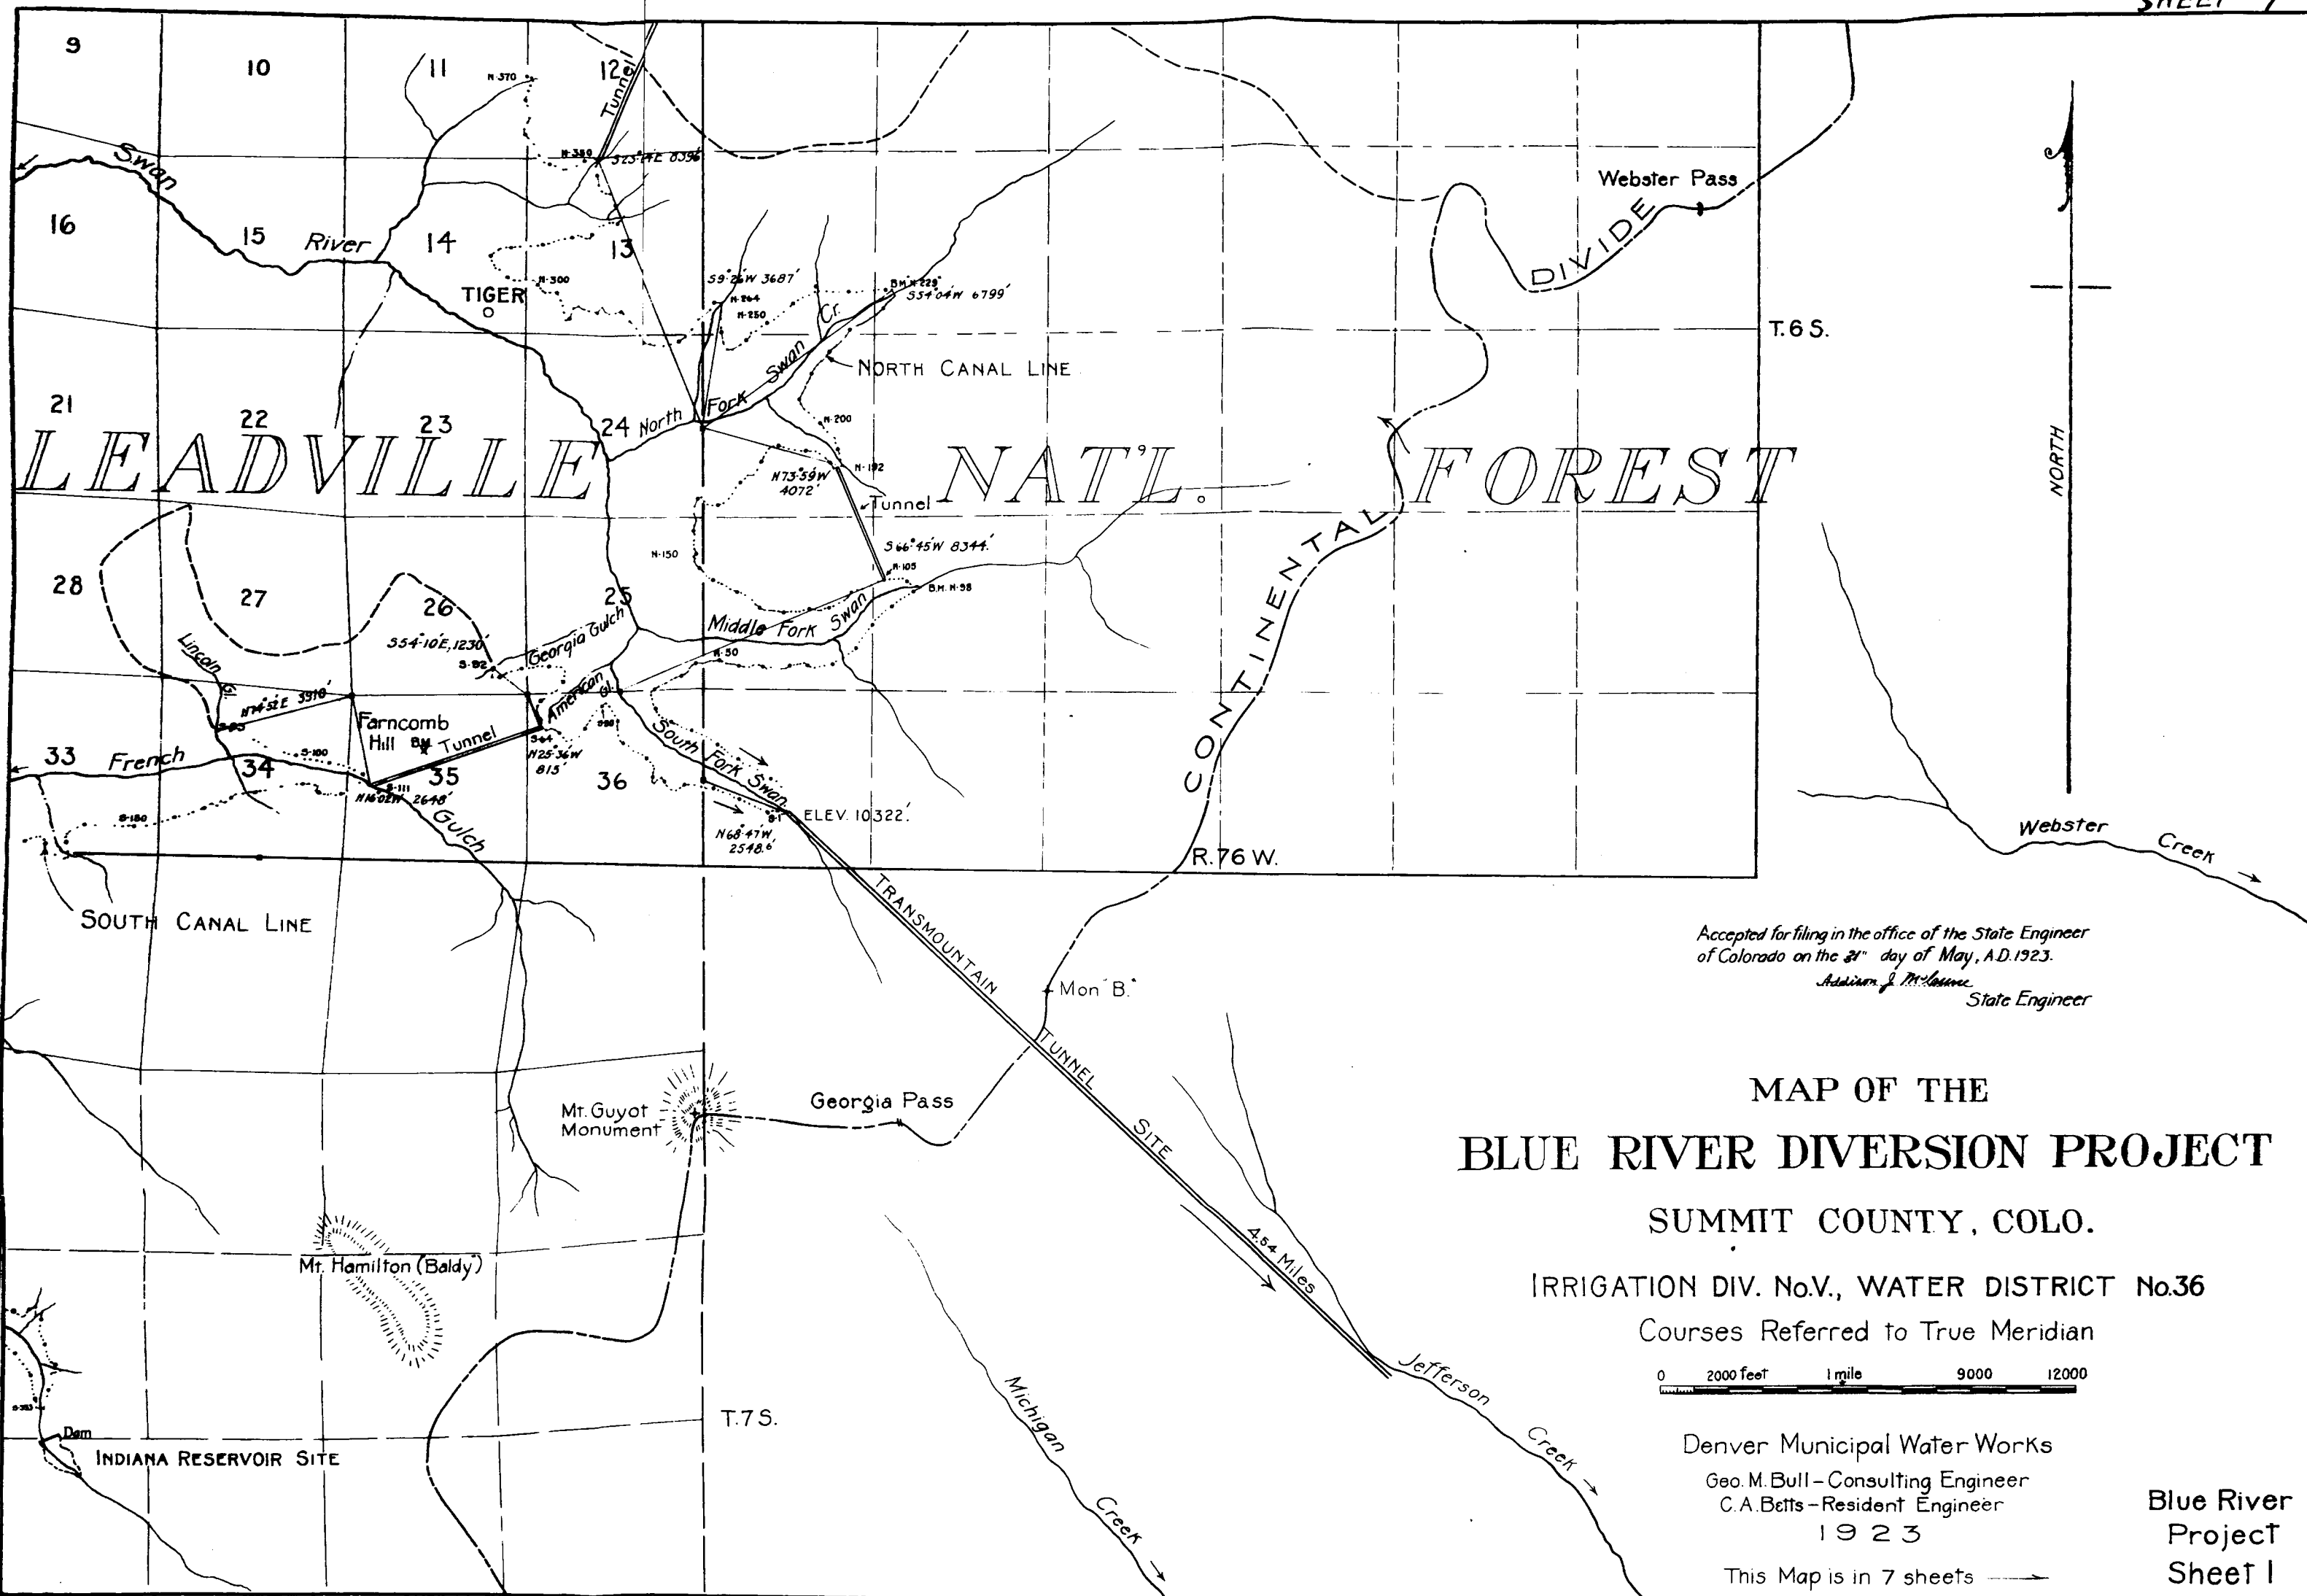 SHEET
9
10
11
12
N-370
Tunnel
N-350
Swan
Webster Pass
DIVIDE
16
15
River
14
13
N-300
TIGER
S9°26'W 3687'
N-264
N-250
B.M. N-229
S54°04'W 6799'
Cr.
T.6 S.
NORTH CANAL LINE
North Fork Swan
21
22
23
24
N-200
NORTH
LEADVILLE NAT'L. FOREST
N-192
N73°59'W
4072'
Tunnel
S66°45'W 8344.'
N-150
N-105
B.M. N-98
28
27
26
25
CONTINENTAL
Georgia Gulch
Middle Fork Swan
S54°10'E, 1230'
S-82
N-50
Lincoln
Gl.
N74°52'E 3910'
American
Gl.
Farncomb
Hill
B.M.
Tunnel
S-64
N25°36'W
815'
South Fork Swan
33
French
S-100
34
35
36
S-111
N16°02'W 2648'
Gulch
S-150
S-1
ELEV. 10322.'
N68°47'W,
2548.6'
R.76 W.
Webster Creek
SOUTH CANAL LINE
TRANSMOUNTAIN TUNNEL SITE
4.54 Miles
Accepted for filing in the office of the State Engineer
of Colorado on the 31" day of May, A.D. 1923.
State Engineer
Mon "B."
MAP OF THE
BLUE RIVER DIVERSION PROJECT
SUMMIT COUNTY, COLO.
IRRIGATION DIV. No.V., WATER DISTRICT No.36
Courses Referred to True Meridian
0 2000 feet 1 mile 9000 12000
Mt. Guyot
Monument
Georgia Pass
Mt. Hamilton (Baldy)
Jefferson Creek
Michigan Creek
T.7 S.
Dam
INDIANA RESERVOIR SITE
Denver Municipal Water Works
Geo. M. Bull - Consulting Engineer
C.A. Betts - Resident Engineer
1923
This Map is in 7 sheets
Blue River
Project
Sheet 1